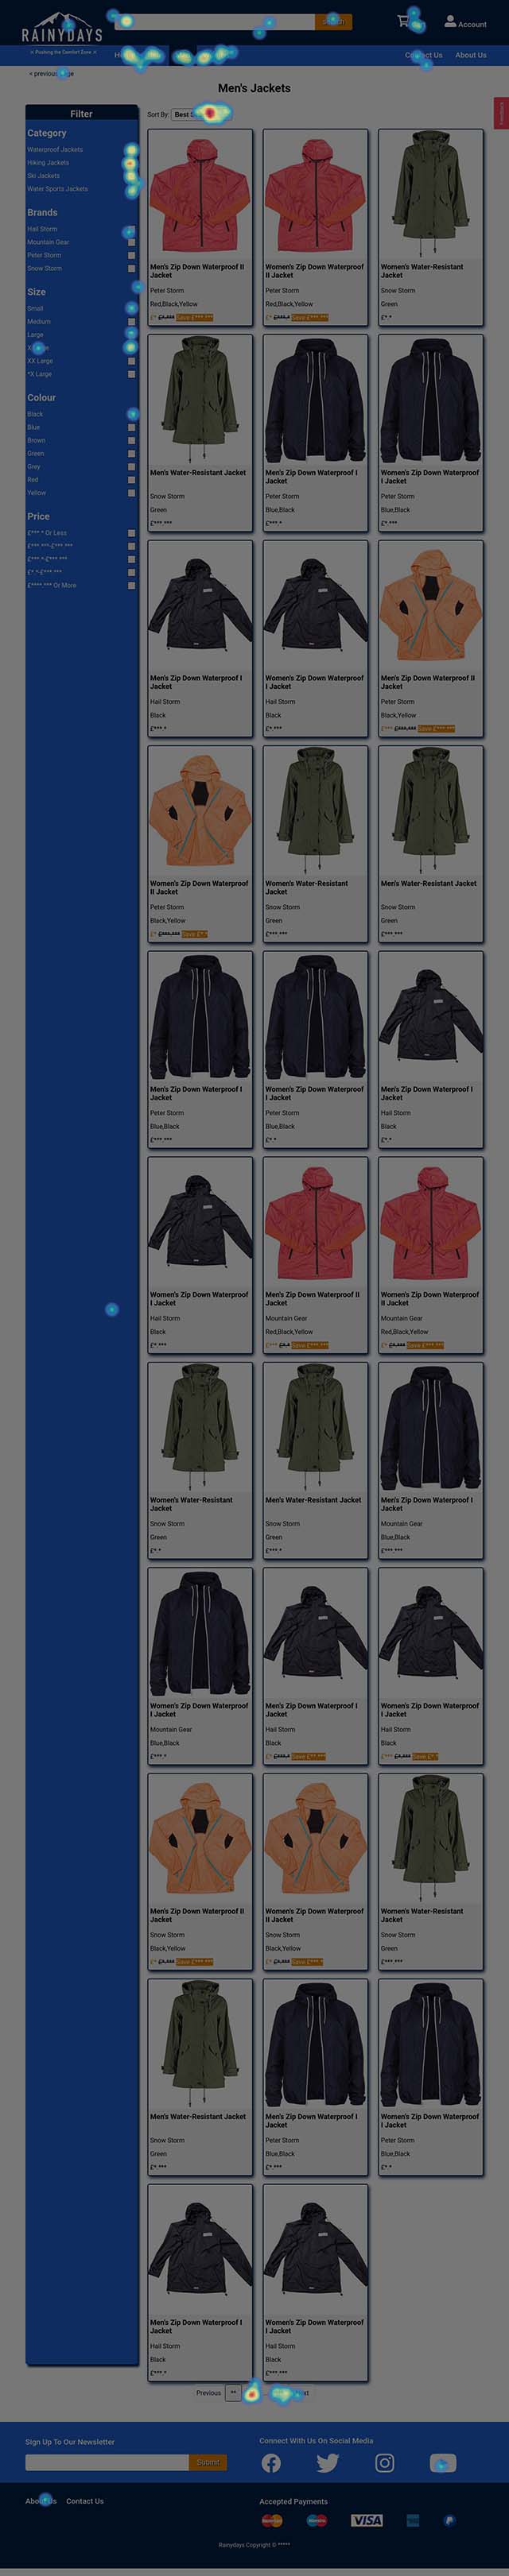 RAINYDAYS
Pushing the Comfort Zone
Account
About Us
< previous
Men's Jackets
Feedback
Filter
Sort By: Best
Category
Waterproof Jackets
Hiking Jackets
Ski Jackets
Water Sports Jackets
Brands
Hail Storm
Mountain Gear
Peter Storm
Snow Storm
Size
Small
Medium
Large
XX Large
*X Large
Colour
Black
Blue
Brown
Green
Grey
Red
Yellow
Price
£*** * Or Less
£*** ***-£*** ***
£*** *-£*** ***
£* *-£*** ***
£**** *** Or More
Men's Zip Down Waterproof II Jacket
Peter Storm
Red,Black,Yellow
Women's Zip Down Waterproof II Jacket
Peter Storm
Red,Black,Yellow
Women's Water-Resistant Jacket
Snow Storm
Green
£* *
Men's Water-Resistant Jacket
Snow Storm
Green
£*** ***
Men's Zip Down Waterproof I Jacket
Peter Storm
Blue,Black
£*** *
Women's Zip Down Waterproof I Jacket
Peter Storm
Blue,Black
£* ***
Men's Zip Down Waterproof I Jacket
Hail Storm
Black
£*** *
Women's Zip Down Waterproof I Jacket
Hail Storm
Black
£* ***
Men's Zip Down Waterproof II Jacket
Peter Storm
Black,Yellow
Women's Zip Down Waterproof II Jacket
Peter Storm
Black,Yellow
Women's Water-Resistant Jacket
Snow Storm
Green
£*** ***
Men's Water-Resistant Jacket
Snow Storm
Green
£*** ***
Men's Zip Down Waterproof I Jacket
Peter Storm
Blue,Black
£*** ***
Women's Zip Down Waterproof I Jacket
Peter Storm
Blue,Black
£* *
Men's Zip Down Waterproof I Jacket
Hail Storm
Black
£* *
Women's Zip Down Waterproof I Jacket
Hail Storm
Black
£* ***
Men's Zip Down Waterproof II Jacket
Mountain Gear
Red,Black,Yellow
Women's Zip Down Waterproof II Jacket
Mountain Gear
Red,Black,Yellow
Women's Water-Resistant Jacket
Snow Storm
Green
£* *
Men's Water-Resistant Jacket
Snow Storm
Green
£*** *
Men's Zip Down Waterproof I Jacket
Mountain Gear
Blue,Black
£*** ***
Women's Zip Down Waterproof I Jacket
Mountain Gear
Blue,Black
£*** *
Men's Zip Down Waterproof I Jacket
Hail Storm
Black
Women's Zip Down Waterproof I Jacket
Hail Storm
Black
Men's Zip Down Waterproof II Jacket
Snow Storm
Black,Yellow
Women's Zip Down Waterproof II Jacket
Snow Storm
Black,Yellow
Women's Water-Resistant Jacket
Snow Storm
Green
£*** ***
Men's Water-Resistant Jacket
Snow Storm
Green
£* ***
Men's Zip Down Waterproof I Jacket
Peter Storm
Blue,Black
£* ***
Women's Zip Down Waterproof I Jacket
Peter Storm
Blue,Black
£* *
Men's Zip Down Waterproof I Jacket
Hail Storm
Black
£*** *
Women's Zip Down Waterproof I Jacket
Hail Storm
Black
£*** ***
Previous **
Sign Up To Our Newsletter
Submit
Connect With Us On Social Media
About Us Contact Us
Accepted Payments
VISA
Rainydays Copyright © *****